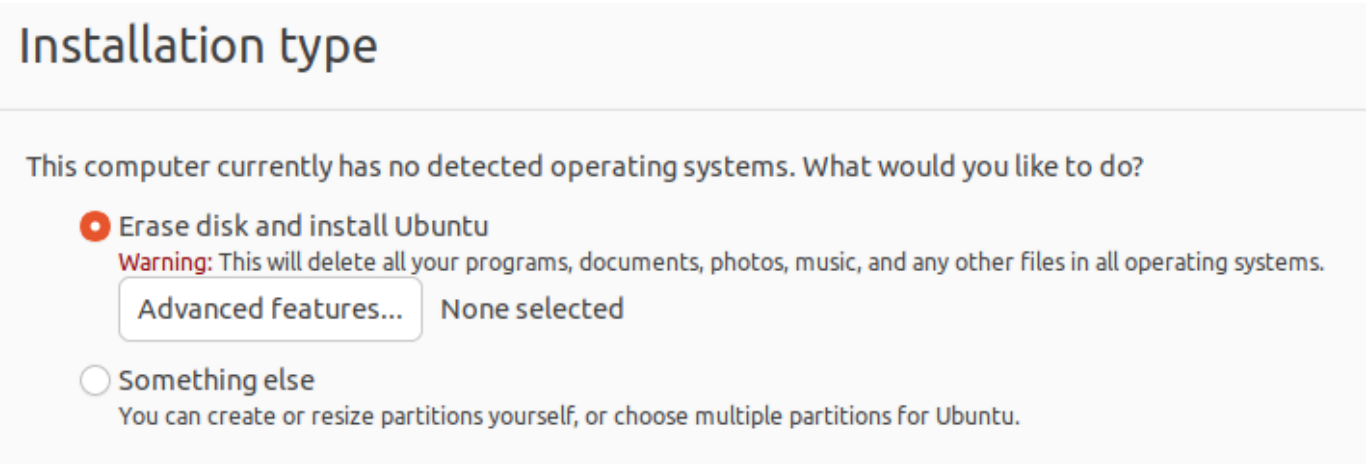 Installation type
This computer currently has no detected operating systems. What would you like to do?
Erase disk and install Ubuntu
Warning: This will delete all your programs, documents, photos, music, and any other files in all operating systems.
Advanced features... None selected
Something else
You can create or resize partitions yourself, or choose multiple partitions for Ubuntu.